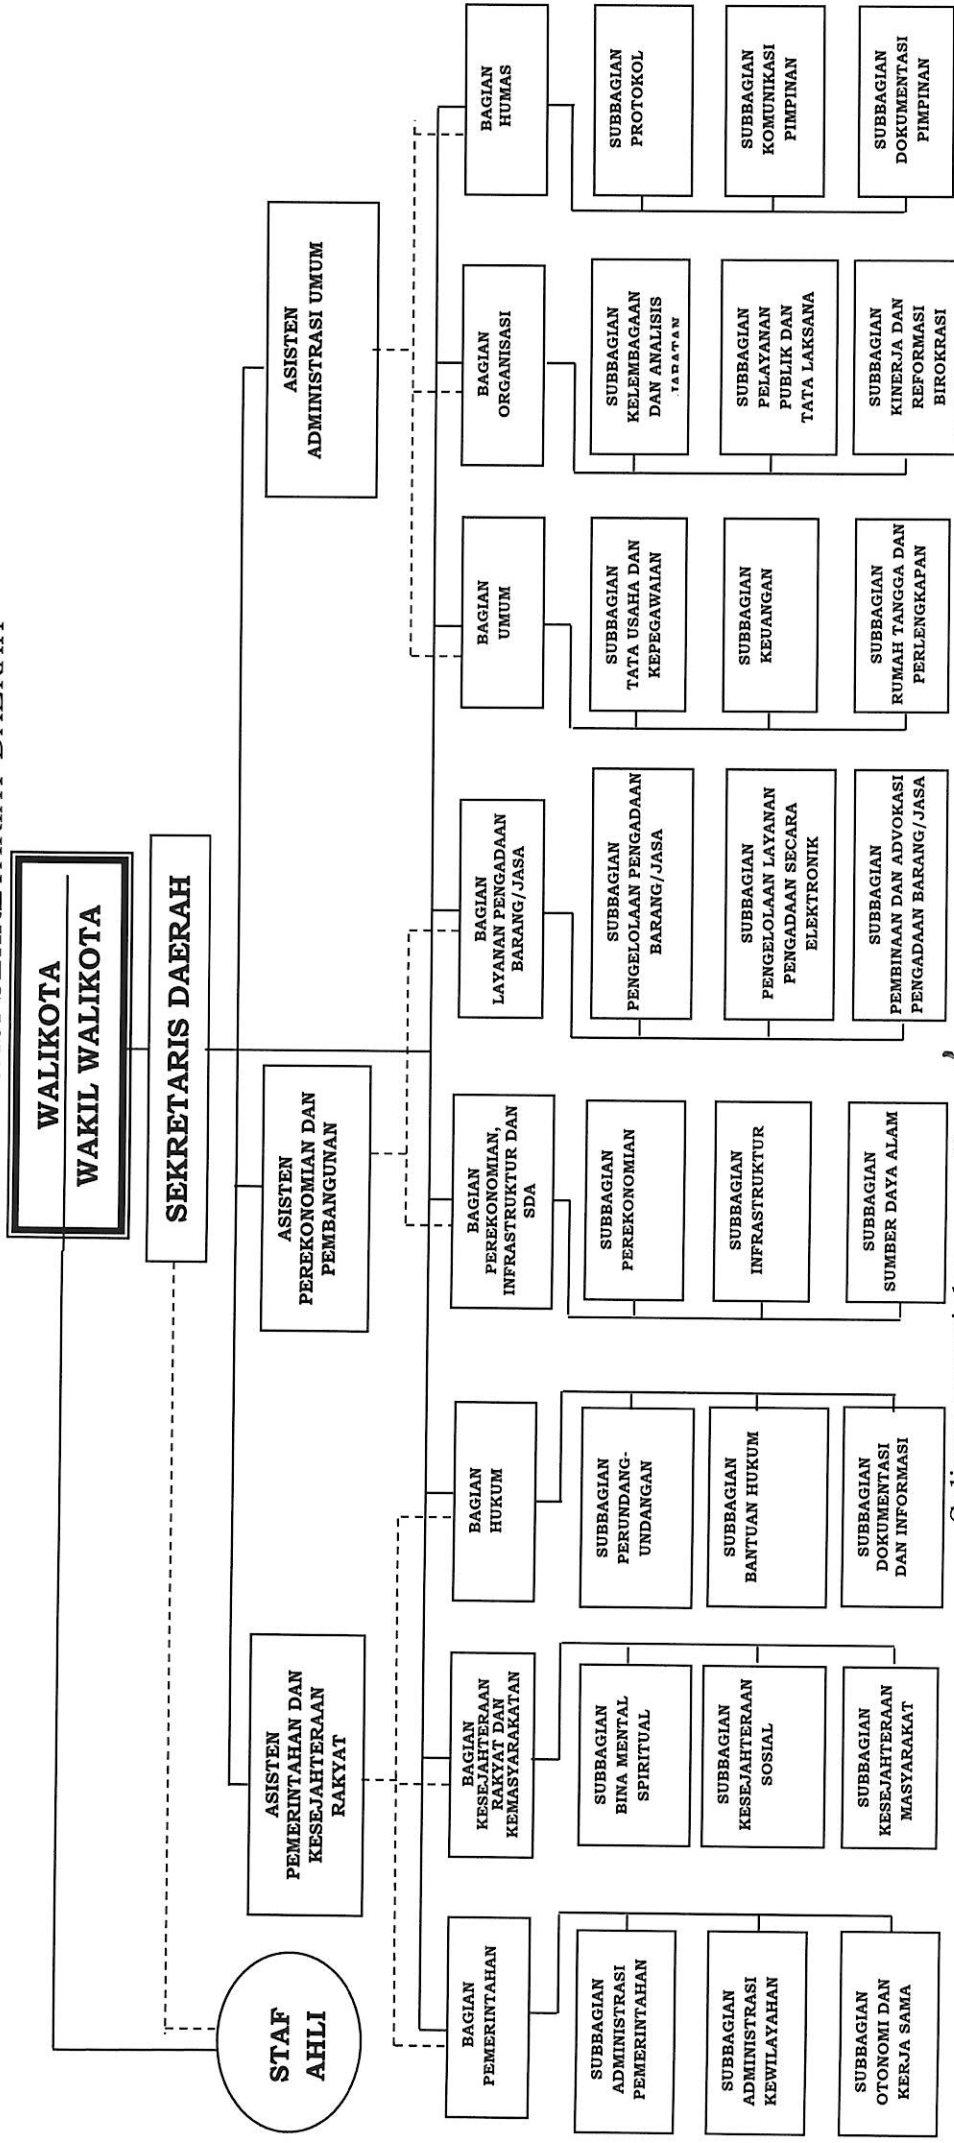 WALIKOTA
WAKIL WALIKOTA
SEKRETARIS DAERAH
STAF
AHLI
ASISTEN
PEMERINTAHAN DAN
KESEJAHTERAAN
RAKYAT
ASISTEN
PEREKONOMIAN DAN
PEMBANGUNAN
ASISTEN
ADMINISTRASI UMUM
BAGIAN
PEMERINTAHAN
SUBBAGIAN
ADMINISTRASI
PEMERINTAHAN
SUBBAGIAN
ADMINISTRASI
KEWILAYAHAN
SUBBAGIAN
OTONOMI DAN
KERJA SAMA
BAGIAN
KESEJAHTERAAN
RAKYAT DAN
KEMASYARAKATAN
SUBBAGIAN
BINA MENTAL
SPIRITUAL
SUBBAGIAN
KESEJAHTERAAN
SOSIAL
SUBBAGIAN
KESEJAHTERAAN
MASYARAKAT
BAGIAN
HUKUM
SUBBAGIAN
PERUNDANG-
UNDANGAN
SUBBAGIAN
BANTUAN HUKUM
SUBBAGIAN
DOKUMENTASI
DAN INFORMASI
BAGIAN
PEREKONOMIAN,
INFRASTRUKTUR DAN
SDA
SUBBAGIAN
PEREKONOMIAN
SUBBAGIAN
INFRASTRUKTUR
SUBBAGIAN
SUMBER DAYA ALAM
BAGIAN
LAYANAN PENGADAAN
BARANG/JASA
SUBBAGIAN
PENGELOLAAN PENGADAAN
BARANG/JASA
SUBBAGIAN
PENGELOLAAN LAYANAN
PENGADAAN SECARA
ELEKTRONIK
SUBBAGIAN
PEMBINAAN DAN ADVOKASI
PENGADAAN BARANG/JASA
BAGIAN
UMUM
SUBBAGIAN
TATA USAHA DAN
KEPEGAWAIAN
SUBBAGIAN
KEUANGAN
SUBBAGIAN
RUMAH TANGGA DAN
PERLENGKAPAN
BAGIAN
ORGANISASI
SUBBAGIAN
KELEMBAGAAN
DAN ANALISIS
JABATAN
SUBBAGIAN
PELAYANAN
PUBLIK DAN
TATA LAKSANA
SUBBAGIAN
KINERJA DAN
REFORMASI
BIROKRASI
BAGIAN
HUMAS
SUBBAGIAN
PROTOKOL
SUBBAGIAN
KOMUNIKASI
PIMPINAN
SUBBAGIAN
DOKUMENTASI
PIMPINAN